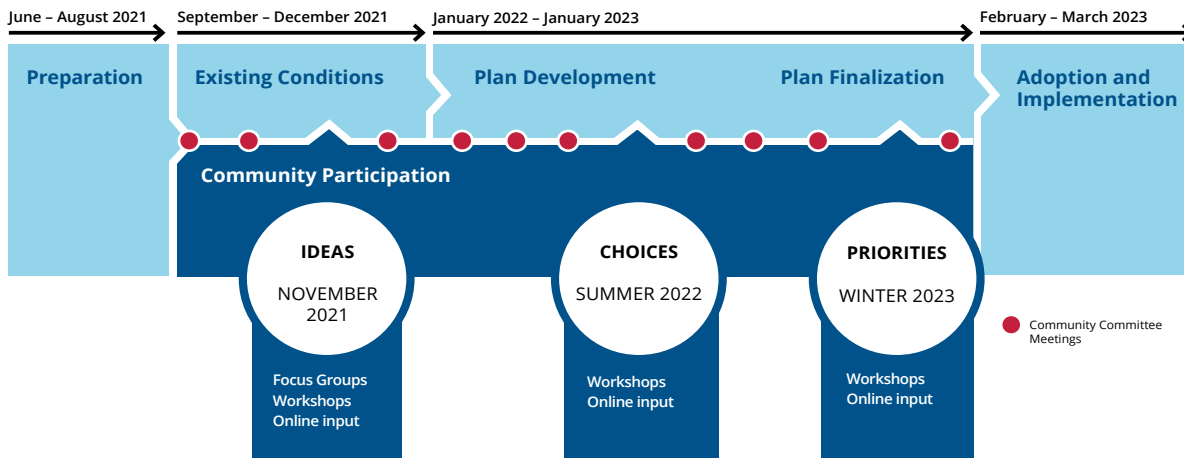 June – August 2021
September – December 2021
January 2022 – January 2023
February – March 2023
Preparation
Existing Conditions
Plan Development
Plan Finalization
Adoption and
Implementation
Community Participation
IDEAS
NOVEMBER
2021
CHOICES
SUMMER 2022
PRIORITIES
WINTER 2023
Community Committee
Meetings
Focus Groups
Workshops
Online input
Workshops
Online input
Workshops
Online input